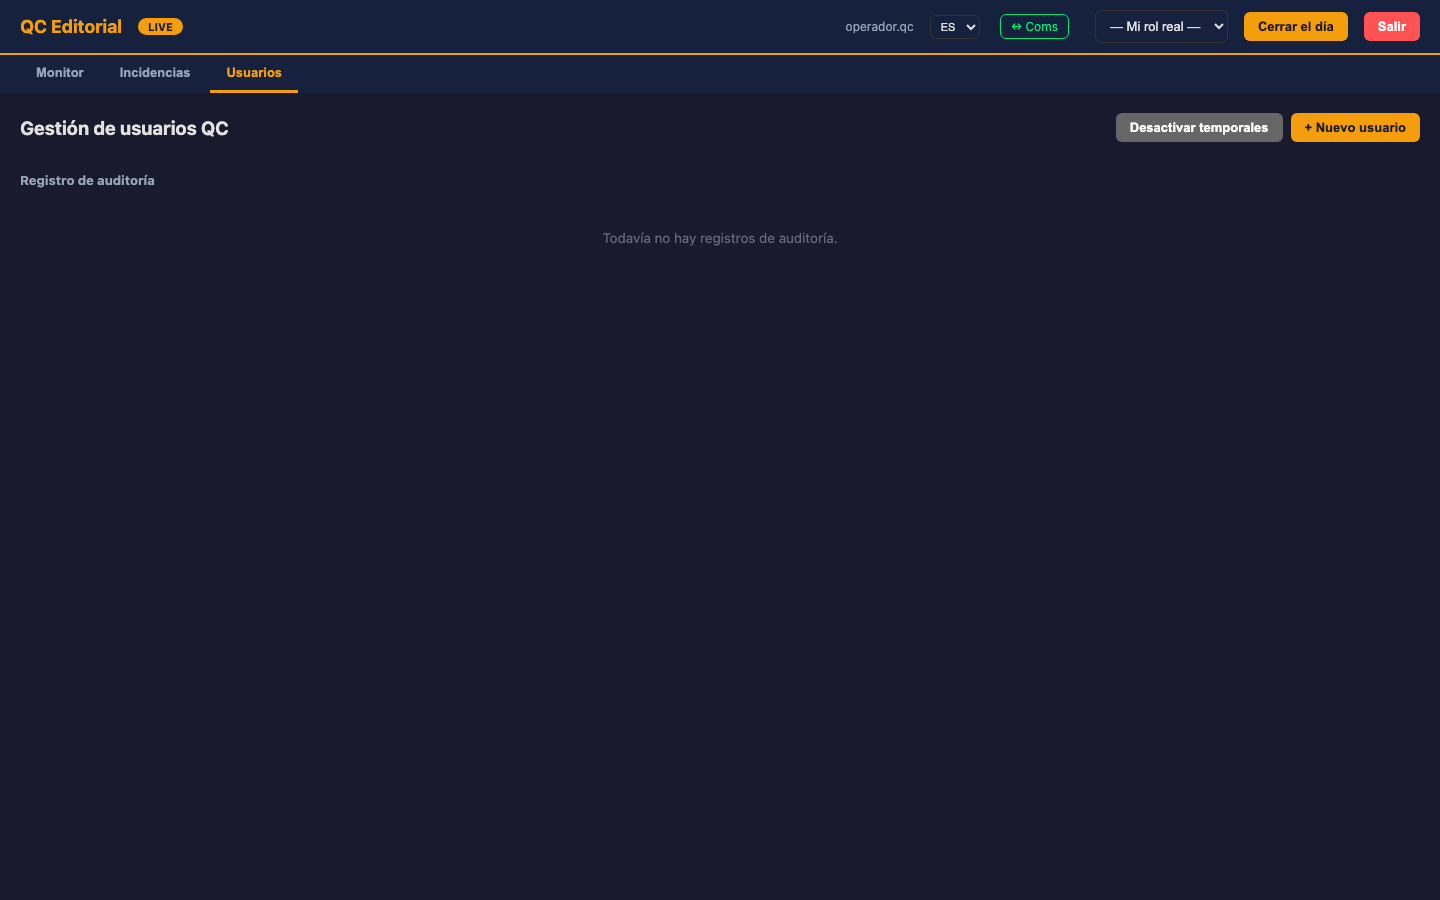 QC Editorial LIVE operador.qc ES ↔ Coms — Mi rol real — Cerrar el día Salir
Monitor Incidencias Usuarios
Gestión de usuarios QC Desactivar temporales + Nuevo usuario
Registro de auditoría
Todavía no hay registros de auditoría.